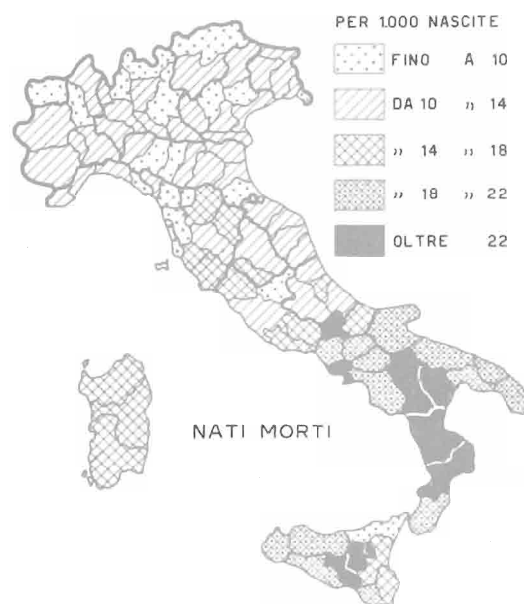 PER 1.000 NASCITE
FINO A 10
DA 10 " 14
" 14 " 18
" 18 " 22
OLTRE 22
NATI MORTI